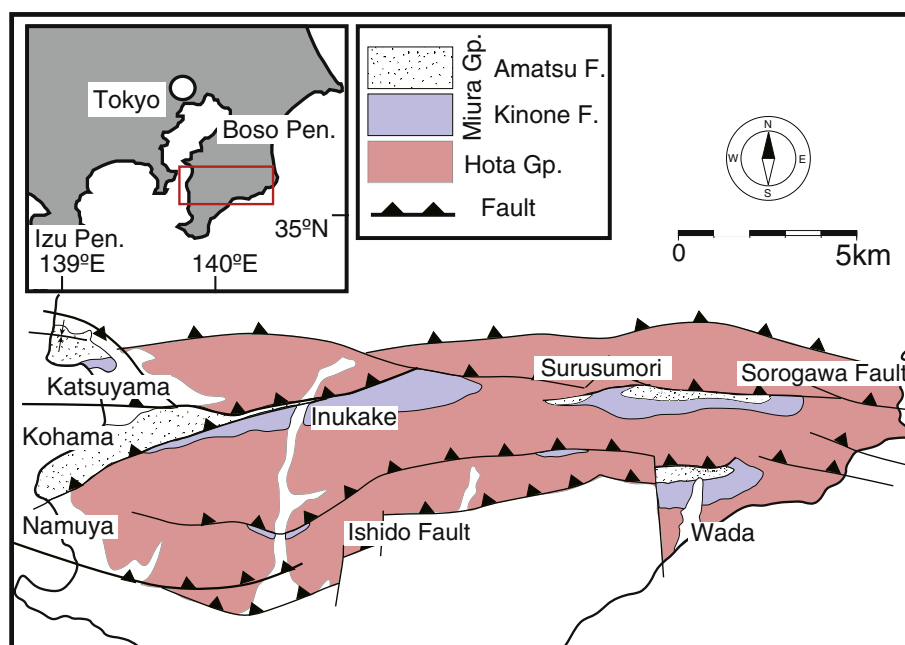 Tokyo
Boso Pen.
35ºN
Izu Pen.
139ºE
140ºE
Miura Gp.
Amatsu F.
Kinone F.
Hota Gp.
Fault
N
W
E
S
0
5km
Katsuyama
Surusumori
Sorogawa Fault
Kohama
Inukake
Namuya
Ishido Fault
Wada